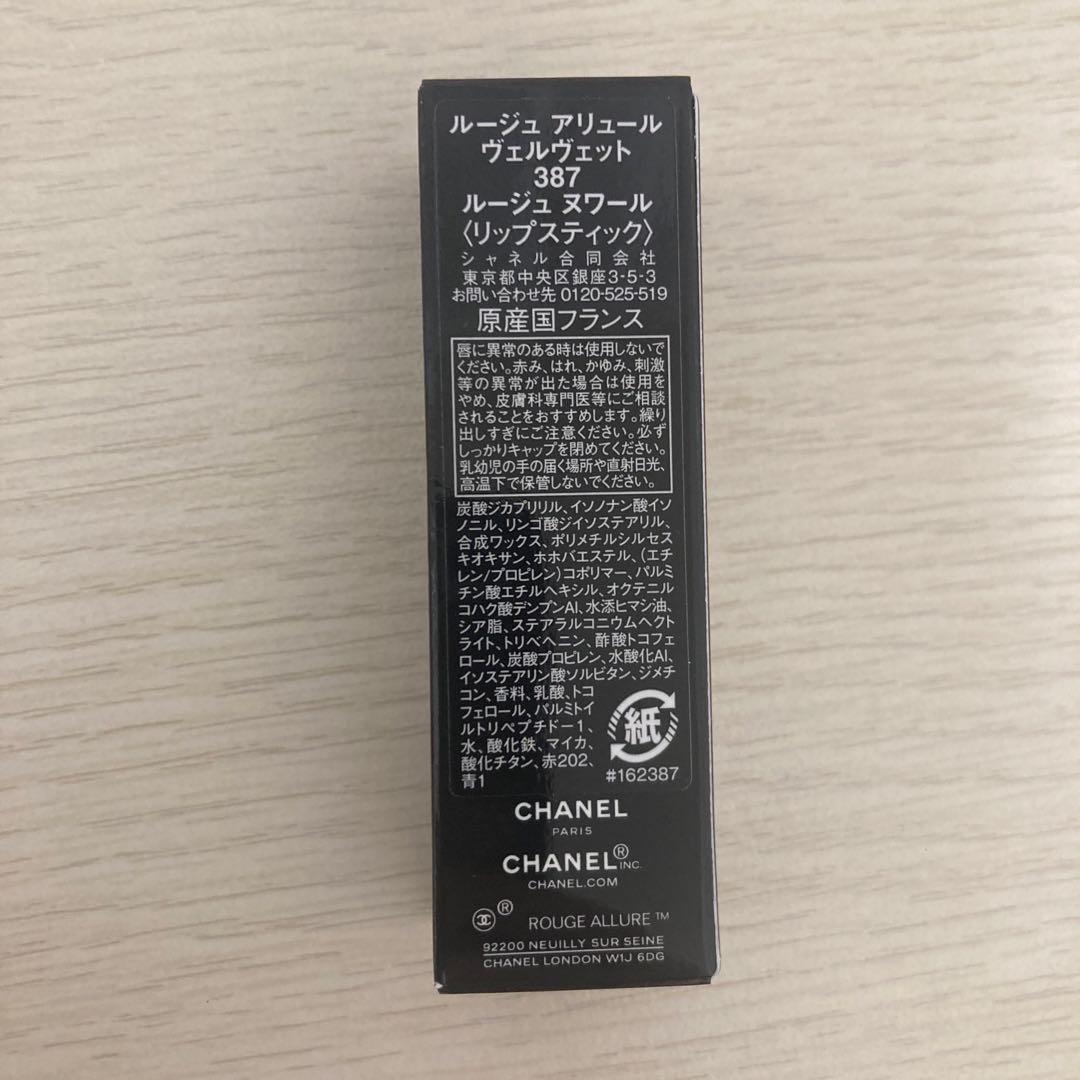 ルージュ アリュール
ヴェルヴェット
387
ルージュ ヌワール
〈リップスティック〉
シャネル合同会社
東京都中央区銀座3-5-3
お問い合わせ先 0120-525-519
原産国フランス
唇に異常のある時は使用しないで
ください。赤み、はれ、かゆみ、刺激
等の異常が出た場合は使用を
やめ、皮膚科専門医等にご相談
されることをおすすめします。繰り
出しすぎにご注意ください。必ず
しっかりキャップを閉めてください。
乳幼児の手の届く場所や直射日光、
高温下で保管しないでください。
炭酸ジカプリリル、イソノナン酸イソ
ノニル、リンゴ酸ジイソステアリル、
合成ワックス、ポリメチルシルセス
キオキサン、ホホバエステル、(エチ
レン/プロピレン)コポリマー、パルミ
チン酸エチルヘキシル、オクテニル
コハク酸デンプンAl、水添ヒマシ油、
シア脂、ステアラルコニウムヘクト
ライト、トリベヘニン、酢酸トコフェ
ロール、炭酸プロピレン、水酸化Al、
イソステアリン酸ソルビタン、ジメチ
コン、香料、乳酸、トコ
フェロール、パルミトイ
ルトリペプチド-1、
水、酸化鉄、マイカ、
酸化チタン、赤202、
青1
紙
#162387
CHANEL
PARIS
CHANEL® INC.
CHANEL.COM
® ROUGE ALLURE ™
92200 NEUILLY SUR SEINE
CHANEL LONDON W1J 6DG